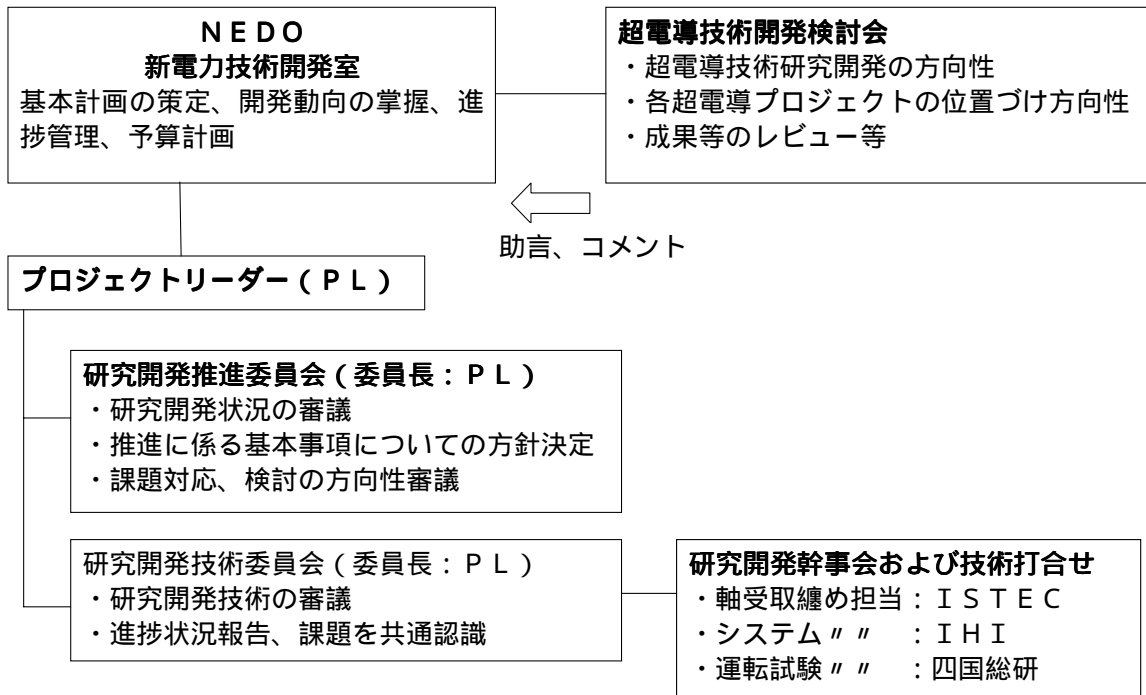 ＮＥＤＯ
新電力技術開発室
基本計画の策定、開発動向の掌握、進
捗管理、予算計画
超電導技術開発検討会
・超電導技術研究開発の方向性
・各超電導プロジェクトの位置づけ方向性
・成果等のレビュー等
助言、コメント
プロジェクトリーダー（ＰＬ）
研究開発推進委員会（委員長：ＰＬ）
・研究開発状況の審議
・推進に係る基本事項についての方針決定
・課題対応、検討の方向性審議
研究開発技術委員会（委員長：ＰＬ）
・研究開発技術の審議
・進捗状況報告、課題を共通認識
研究開発幹事会および技術打合せ
・軸受取纏め担当：ＩＳＴＥＣ
・システム〃〃　：ＩＨＩ
・運転試験〃〃　：四国総研